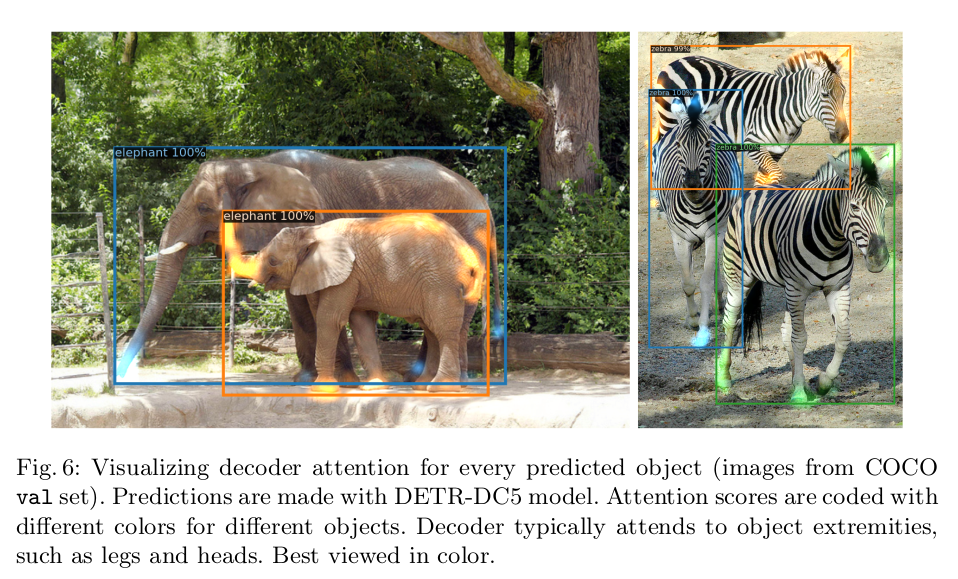 elephant 100%
elephant 100%
zebra 99%
zebra 100%
zebra 100%
Fig. 6: Visualizing decoder attention for every predicted object (images from COCO
val set). Predictions are made with DETR-DC5 model. Attention scores are coded with
different colors for different objects. Decoder typically attends to object extremities,
such as legs and heads. Best viewed in color.